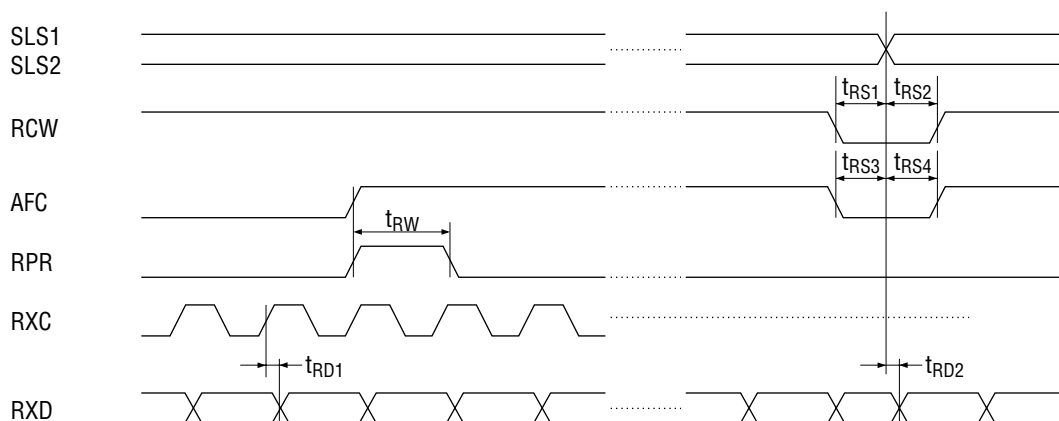 SLS1
SLS2
tRS1 tRS2
RCW
tRS3 tRS4
AFC
tRW
RPR
RXC
tRD1 tRD2
RXD